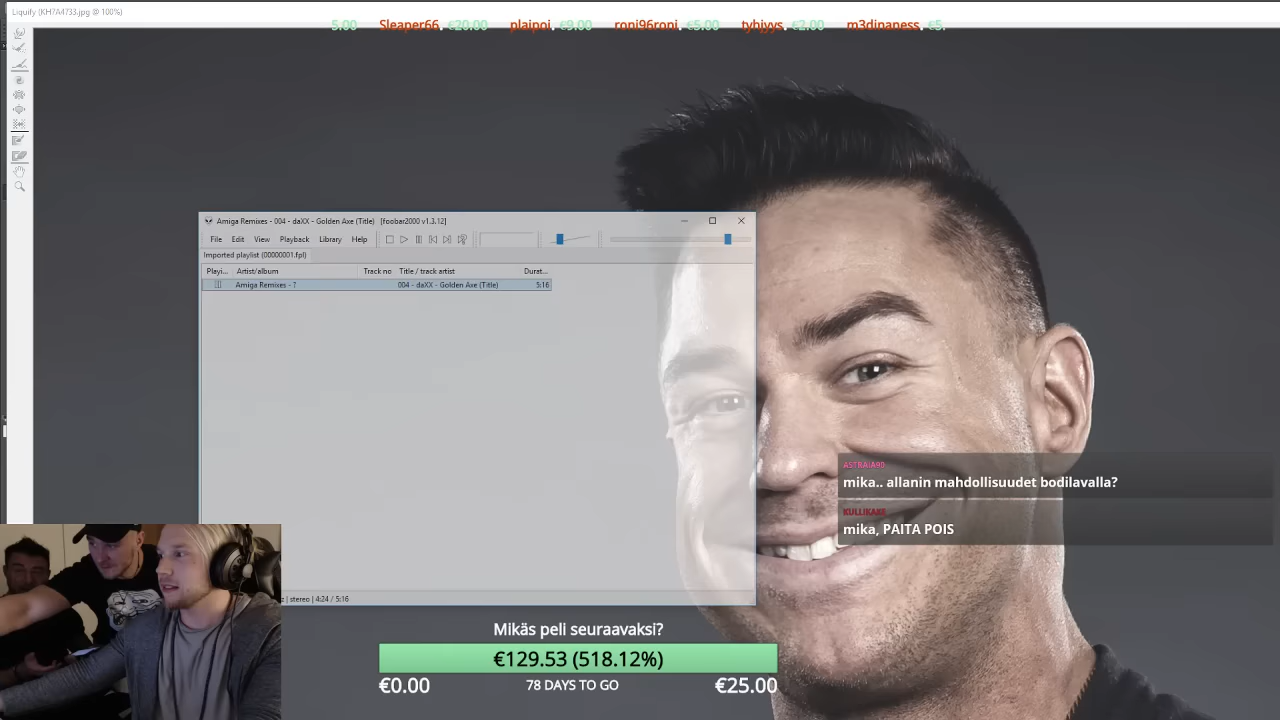 Liquify (KH7A4733.jpg @ 100%)
5.00 Sleaper66. €20.00 plaipoi. €9.00 roni96roni. €5.00 tyhjyys. €2.00 m3dinaness. €5.
Amiga Remixes - 004 - daXX - Golden Axe (Title) [foobar2000 v1.3.12]
File Edit View Playback Library Help
Imported playlist (00000001.fpl)
Playi... Artist/album Track no Title / track artist Durat...
Amiga Remixes - ? 004 - daXX - Golden Axe (Title) 5:16
mika.. allanin mahdollisuudet bodilavalla?
mika, PAITA POIS
z | stereo | 4:24 / 5:16
Mikäs peli seuraavaksi?
€129.53 (518.12%)
€0.00 78 DAYS TO GO €25.00